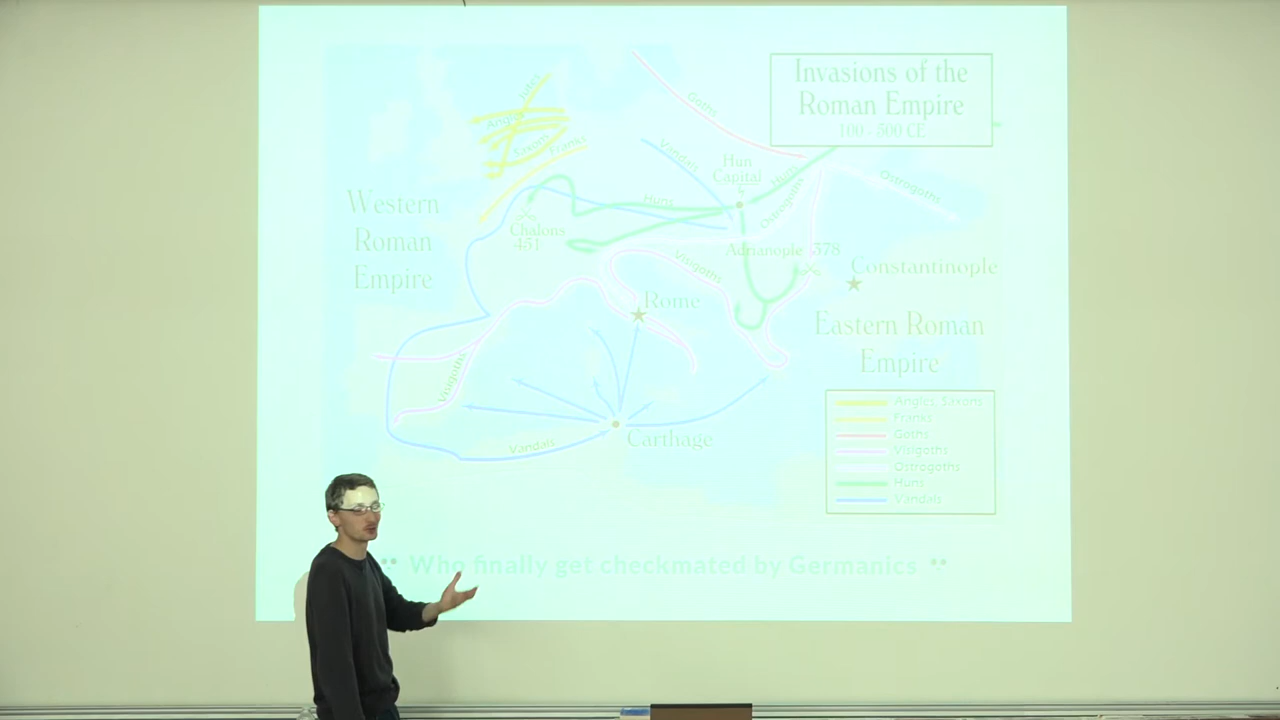 Invasions of the
Roman Empire
100 - 500 CE
Jutes
Angles
Saxons
Franks
Goths
Vandals
Hun
Capital
Huns
Ostrogoths
Ostrogoths
Western
Roman
Empire
Huns
Chalons
451
Adrianople 378
Visigoths
Constantinople
Rome
Eastern Roman
Empire
Visigoths
Carthage
Vandals
Angles, Saxons
Franks
Goths
Visigoths
Ostrogoths
Huns
Vandals
Who finally get checkmated by Germanics